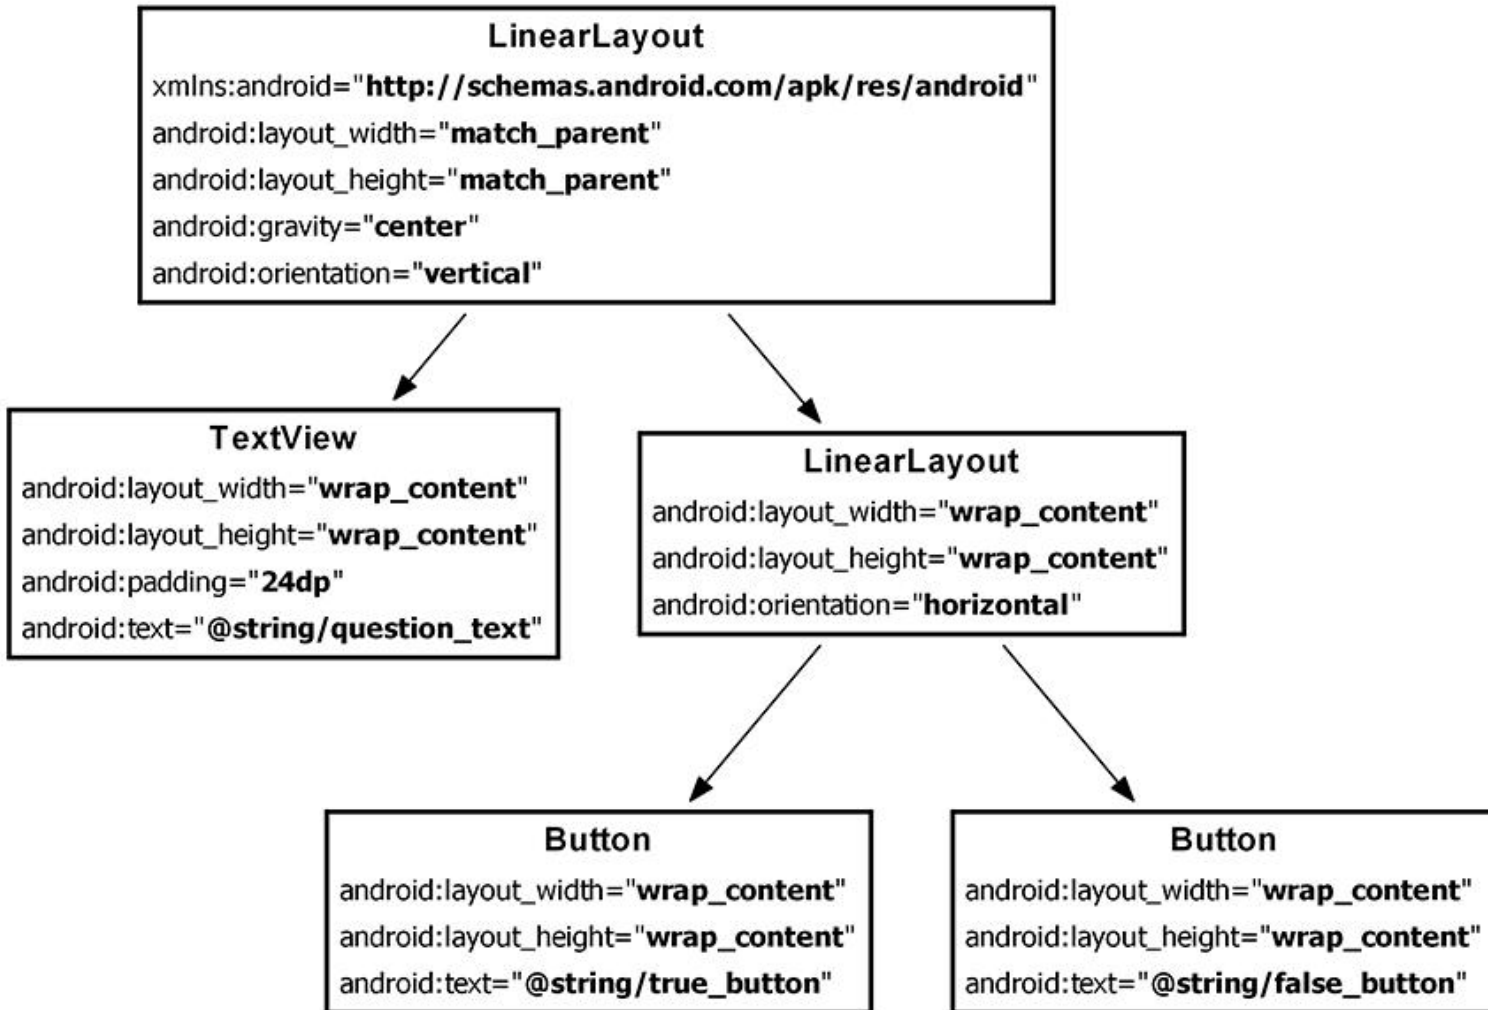 LinearLayout
xmlns:android="http://schemas.android.com/apk/res/android"
android:layout_width="match_parent"
android:layout_height="match_parent"
android:gravity="center"
android:orientation="vertical"
TextView
android:layout_width="wrap_content"
android:layout_height="wrap_content"
android:padding="24dp"
android:text="@string/question_text"
LinearLayout
android:layout_width="wrap_content"
android:layout_height="wrap_content"
android:orientation="horizontal"
Button
android:layout_width="wrap_content"
android:layout_height="wrap_content"
android:text="@string/true_button"
Button
android:layout_width="wrap_content"
android:layout_height="wrap_content"
android:text="@string/false_button"